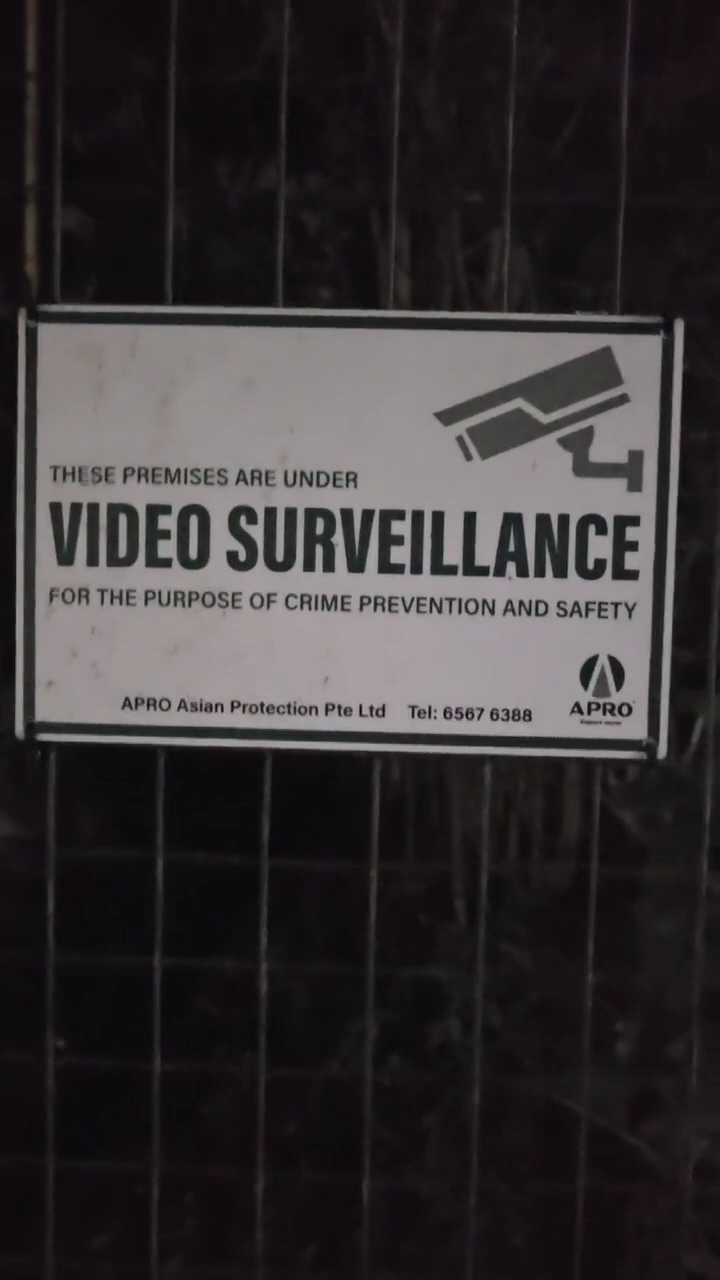 THESE PREMISES ARE UNDER
VIDEO SURVEILLANCE
FOR THE PURPOSE OF CRIME PREVENTION AND SAFETY
APRO Asian Protection Pte Ltd Tel: 6567 6388
APRO